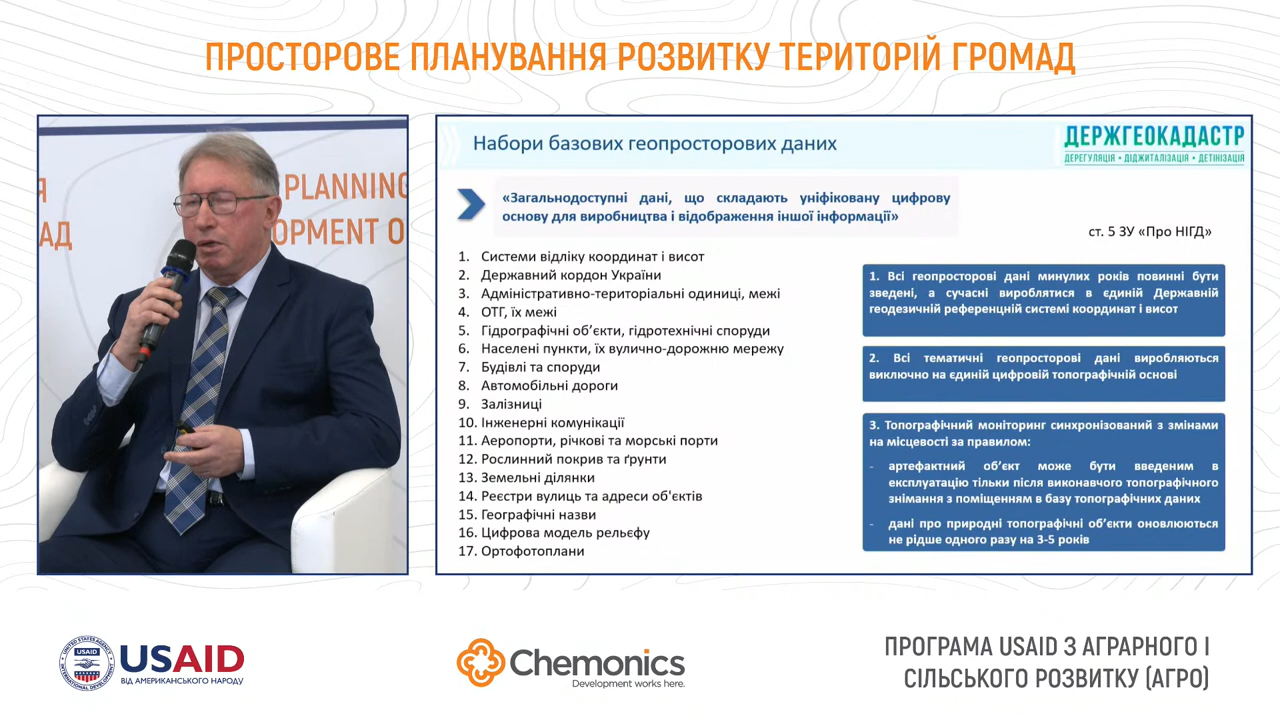 ПРОСТОРОВЕ ПЛАНУВАННЯ РОЗВИТКУ ТЕРИТОРІЙ ГРОМАД
Я
АД
PLANNING
OPMENT O
Набори базових геопросторових даних
ДЕРЖГЕОКАДАСТР
ДЕРЕГУЛЯЦІЯ • ДІДЖИТАЛІЗАЦІЯ • ДЕТІНІЗАЦІЯ
«Загальнодоступні дані, що складають уніфіковану цифрову
основу для виробництва і відображення іншої інформації»
ст. 5 ЗУ «Про НІГД»
1. Системи відліку координат і висот
2. Державний кордон України
3. Адміністративно-територіальні одиниці, межі
4. ОТГ, їх межі
5. Гідрографічні об’єкти, гідротехнічні споруди
6. Населені пункти, їх вулично-дорожню мережу
7. Будівлі та споруди
8. Автомобільні дороги
9. Залізниці
10. Інженерні комунікації
11. Аеропорти, річкові та морські порти
12. Рослинний покрив та ґрунти
13. Земельні ділянки
14. Реєстри вулиць та адреси об'єктів
15. Географічні назви
16. Цифрова модель рельєфу
17. Ортофотоплани
1. Всі геопросторові дані минулих років повинні бути
зведені, а сучасні вироблятися в єдиній Державній
геодезичній референцній системі координат і висот
2. Всі тематичні геопросторові дані виробляються
виключно на єдиній цифровій топографічній основі
3. Топографічний моніторинг синхронізований з змінами
на місцевості за правилом:
- артефактний об’єкт може бути введеним в
експлуатацію тільки після виконавчого топографічного
знімання з поміщенням в базу топографічних даних
- дані про природні топографічні об’єкти оновлюються
не рідше одного разу на 3-5 років
UNITED STATES AGENCY
USAID
INTERNATIONAL DEVELOPMENT
USAID
ВІД АМЕРИКАНСЬКОГО НАРОДУ
Chemonics
Development works here.
ПРОГРАМА USAID З АГРАРНОГО І
СІЛЬСЬКОГО РОЗВИТКУ (АГРО)